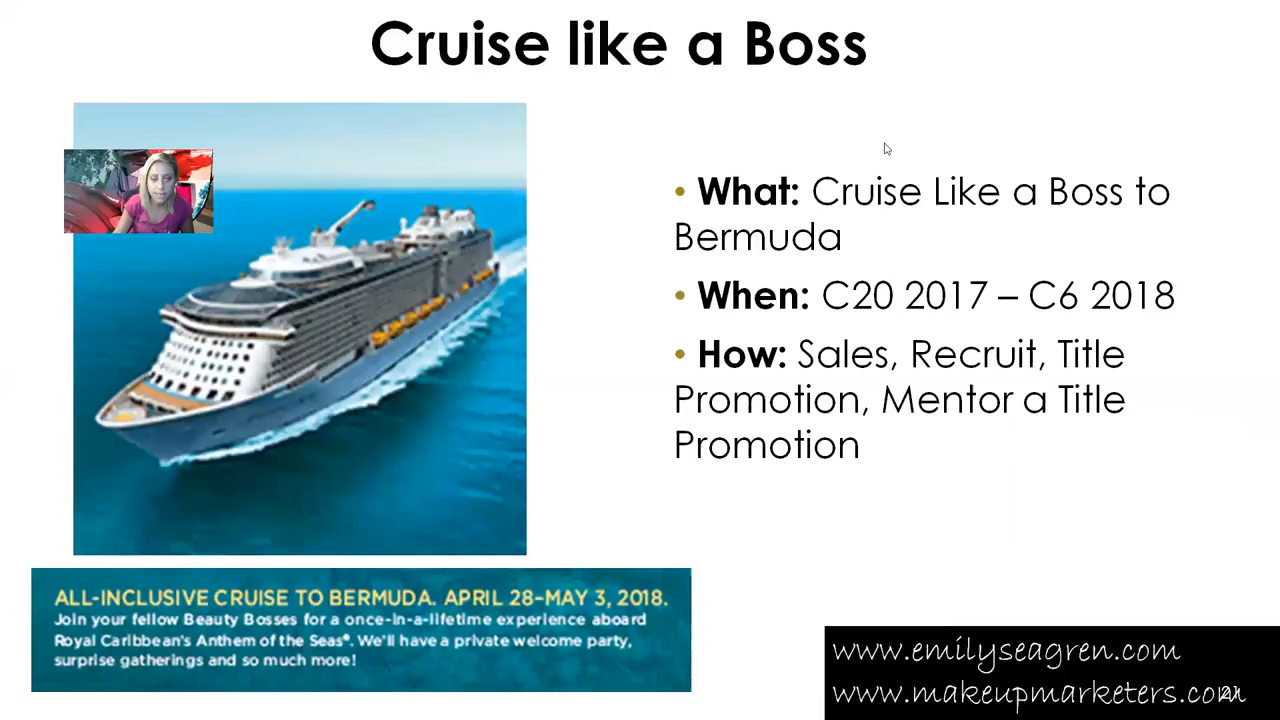 Cruise like a Boss
• What: Cruise Like a Boss to
Bermuda
• When: C20 2017 – C6 2018
• How: Sales, Recruit, Title
Promotion, Mentor a Title
Promotion
ALL-INCLUSIVE CRUISE TO BERMUDA. APRIL 28–MAY 3, 2018.
Join your fellow Beauty Bosses for a once-in-a-lifetime experience aboard
Royal Caribbean's Anthem of the Seas®. We'll have a private welcome party,
surprise gatherings and so much more!
www.emilyseagren.com
www.makeupmarketers.com